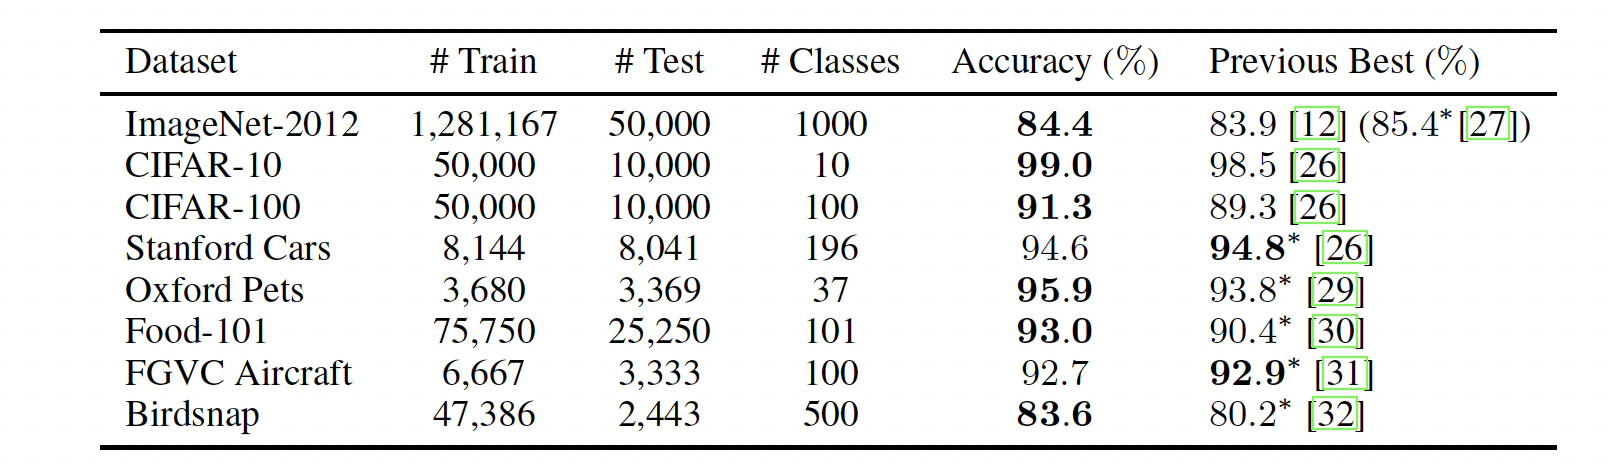 Dataset # Train # Test # Classes Accuracy (%) Previous Best (%)
ImageNet-2012 1,281,167 50,000 1000 84.4 83.9 [12] (85.4* [27])
CIFAR-10 50,000 10,000 10 99.0 98.5 [26]
CIFAR-100 50,000 10,000 100 91.3 89.3 [26]
Stanford Cars 8,144 8,041 196 94.6 94.8* [26]
Oxford Pets 3,680 3,369 37 95.9 93.8* [29]
Food-101 75,750 25,250 101 93.0 90.4* [30]
FGVC Aircraft 6,667 3,333 100 92.7 92.9* [31]
Birdsnap 47,386 2,443 500 83.6 80.2* [32]